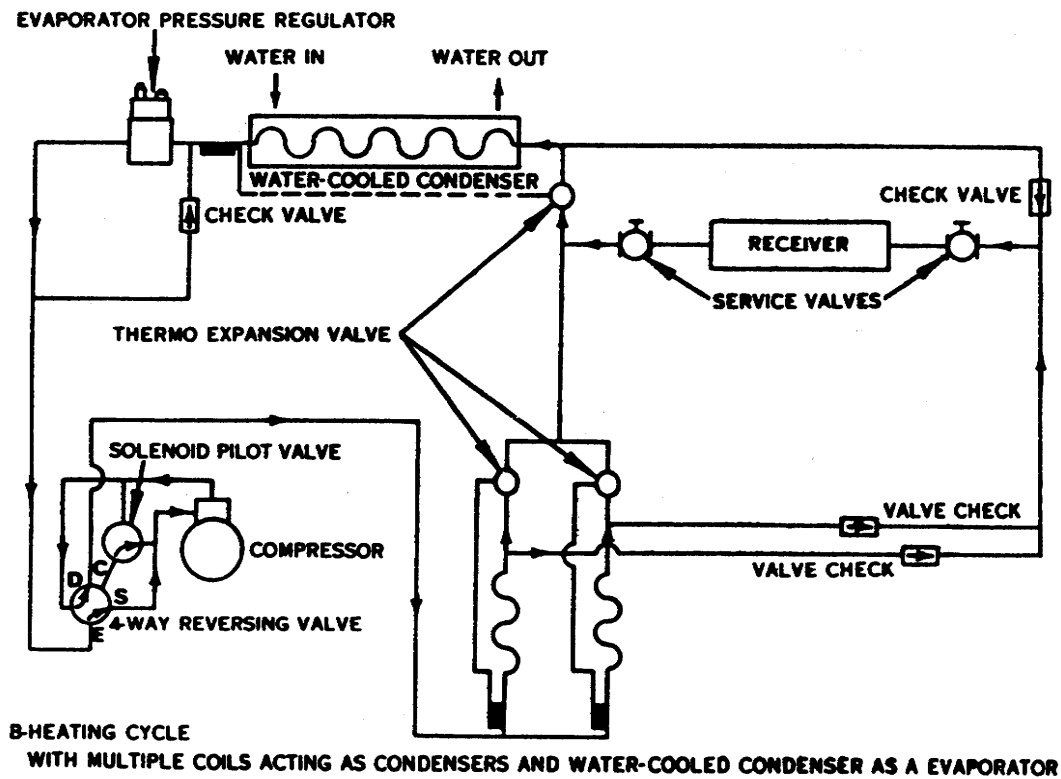 EVAPORATOR PRESSURE REGULATOR
WATER IN
WATER OUT
WATER-COOLED CONDENSER
CHECK VALVE
CHECK VALVE
RECEIVER
SERVICE VALVES
THERMO EXPANSION VALVE
SOLENOID PILOT VALVE
COMPRESSOR
VALVE CHECK
VALVE CHECK
C
D
S
E
4-WAY REVERSING VALVE
B-HEATING CYCLE
WITH MULTIPLE COILS ACTING AS CONDENSERS AND WATER-COOLED CONDENSER AS A EVAPORATOR